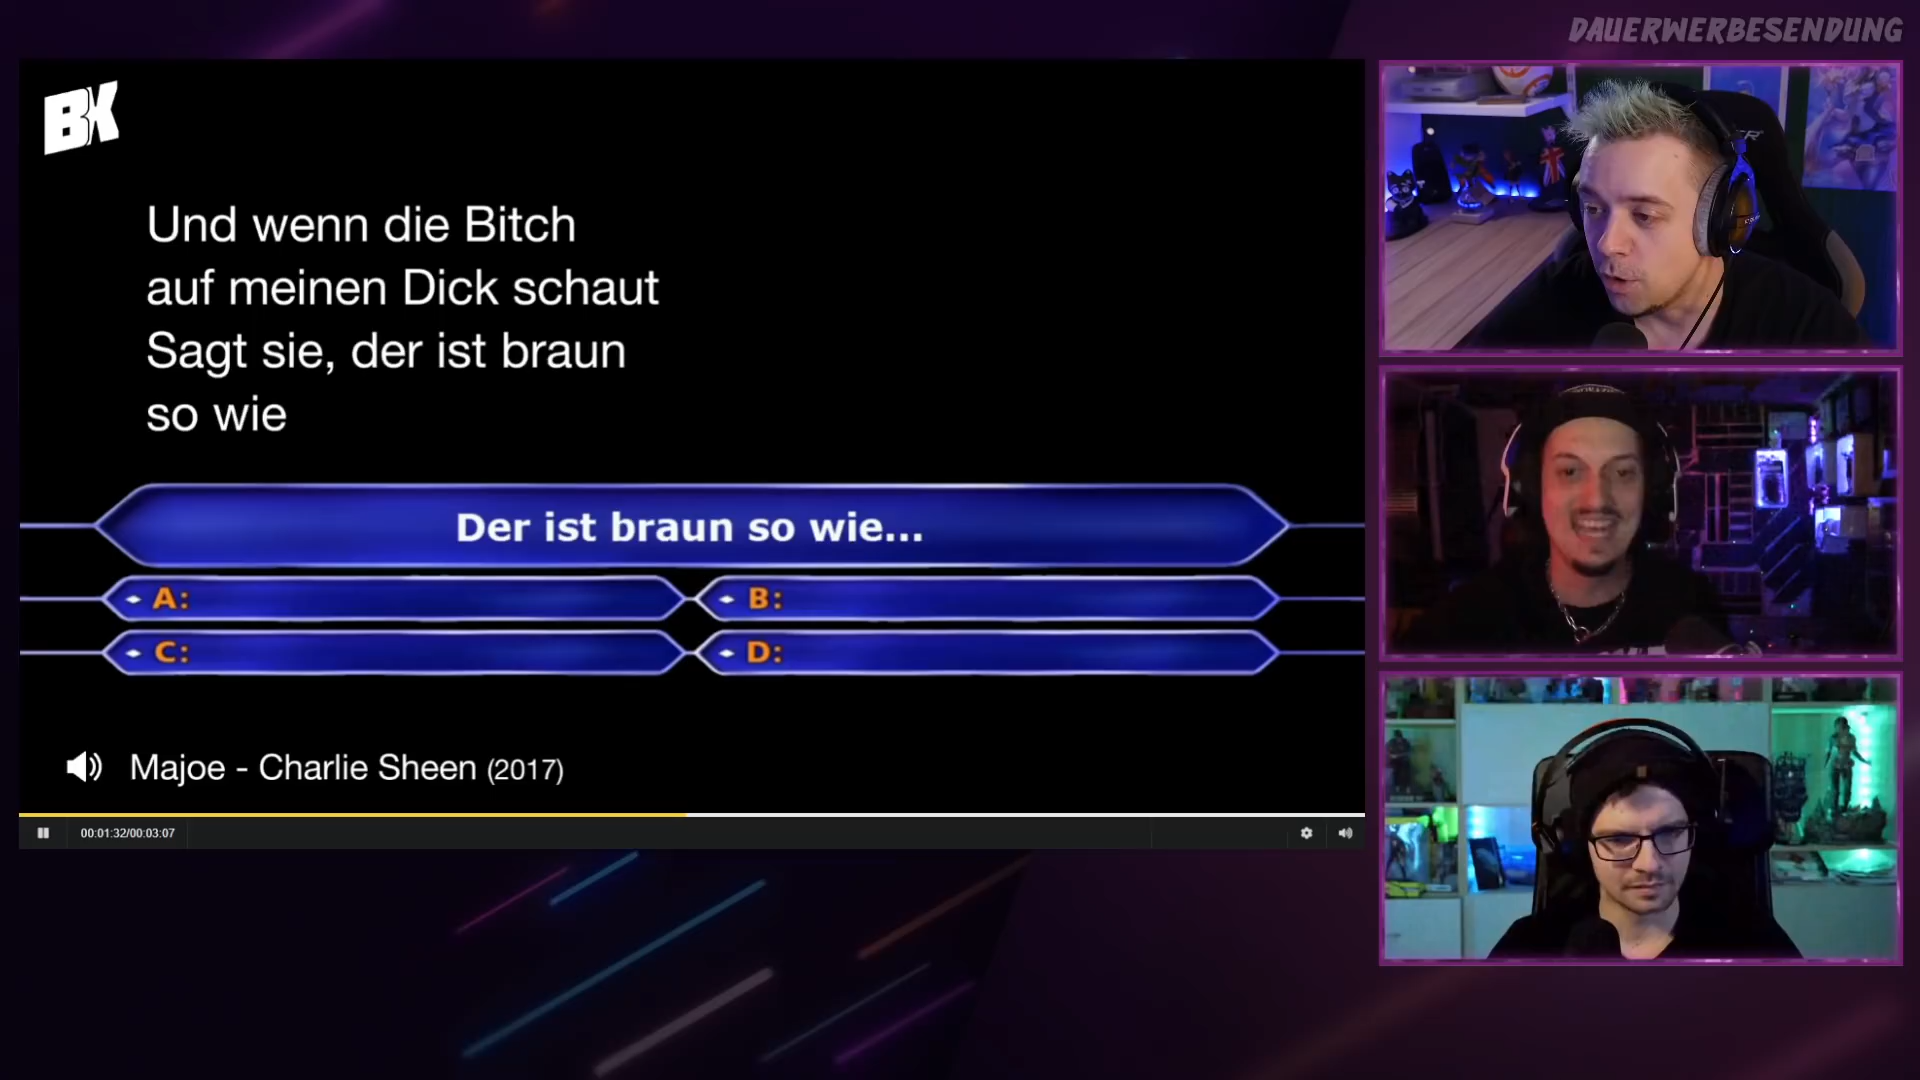 DAUERWERBESENDUNG
BK
Und wenn die Bitch
auf meinen Dick schaut
Sagt sie, der ist braun
so wie
Der ist braun so wie...
A:
B:
C:
D:
Majoe - Charlie Sheen (2017)
00:01:32/00:03:07